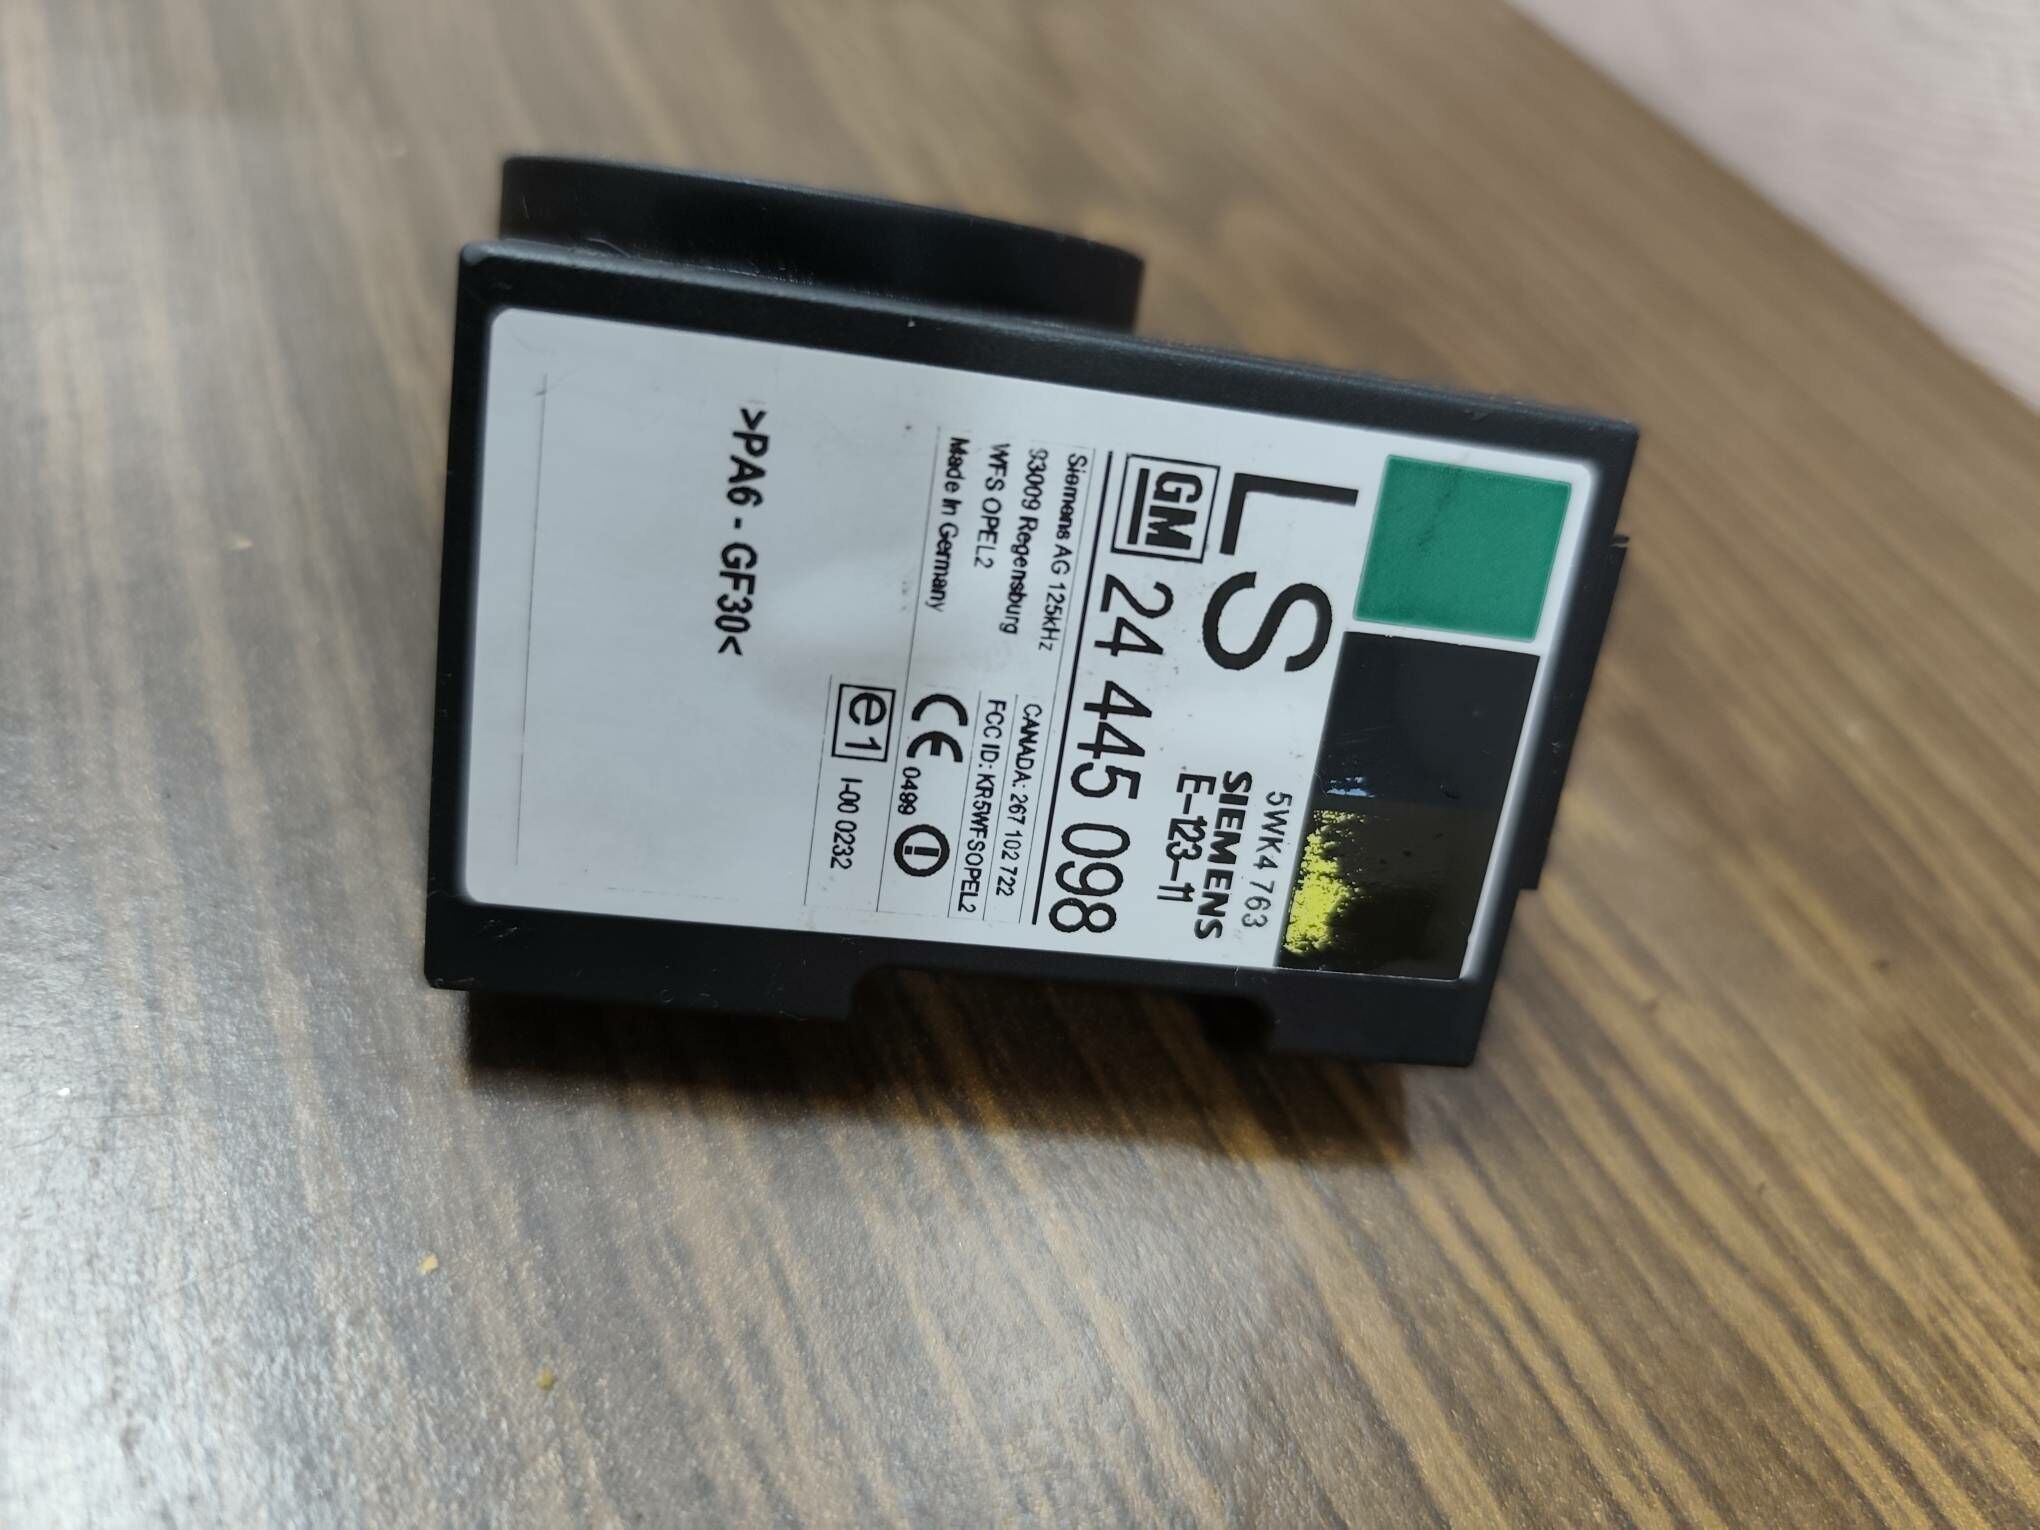 LS
5WK4 763
SIEMENS
E-123-11
GM 24 445 098
Siemens AG 125kHz
93009 Regensburg
WFS OPEL2
Made in Germany
CANADA: 267 102 722
FCC ID: KR5WFSOPEL2
CE 0499
e1 I-00 0232
>PA6 - GF30<